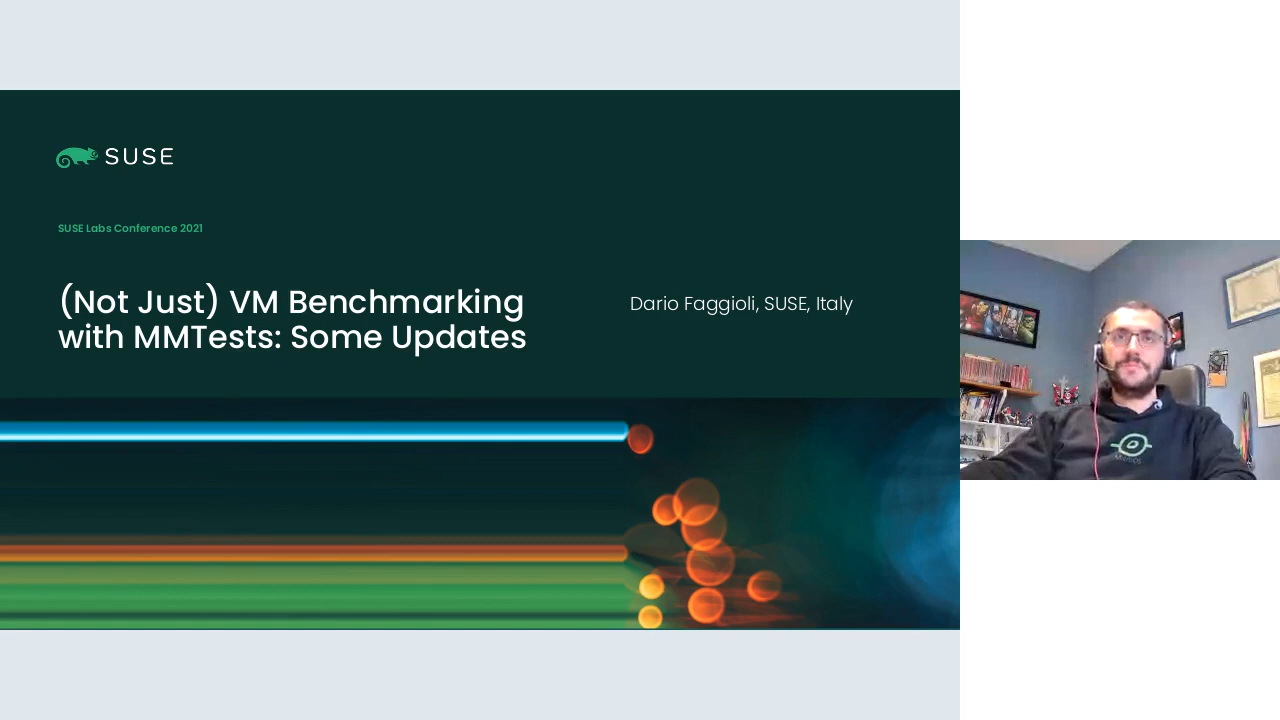 SUSE
SUSE Labs Conference 2021
(Not Just) VM Benchmarking
with MMTests: Some Updates
Dario Faggioli, SUSE, Italy